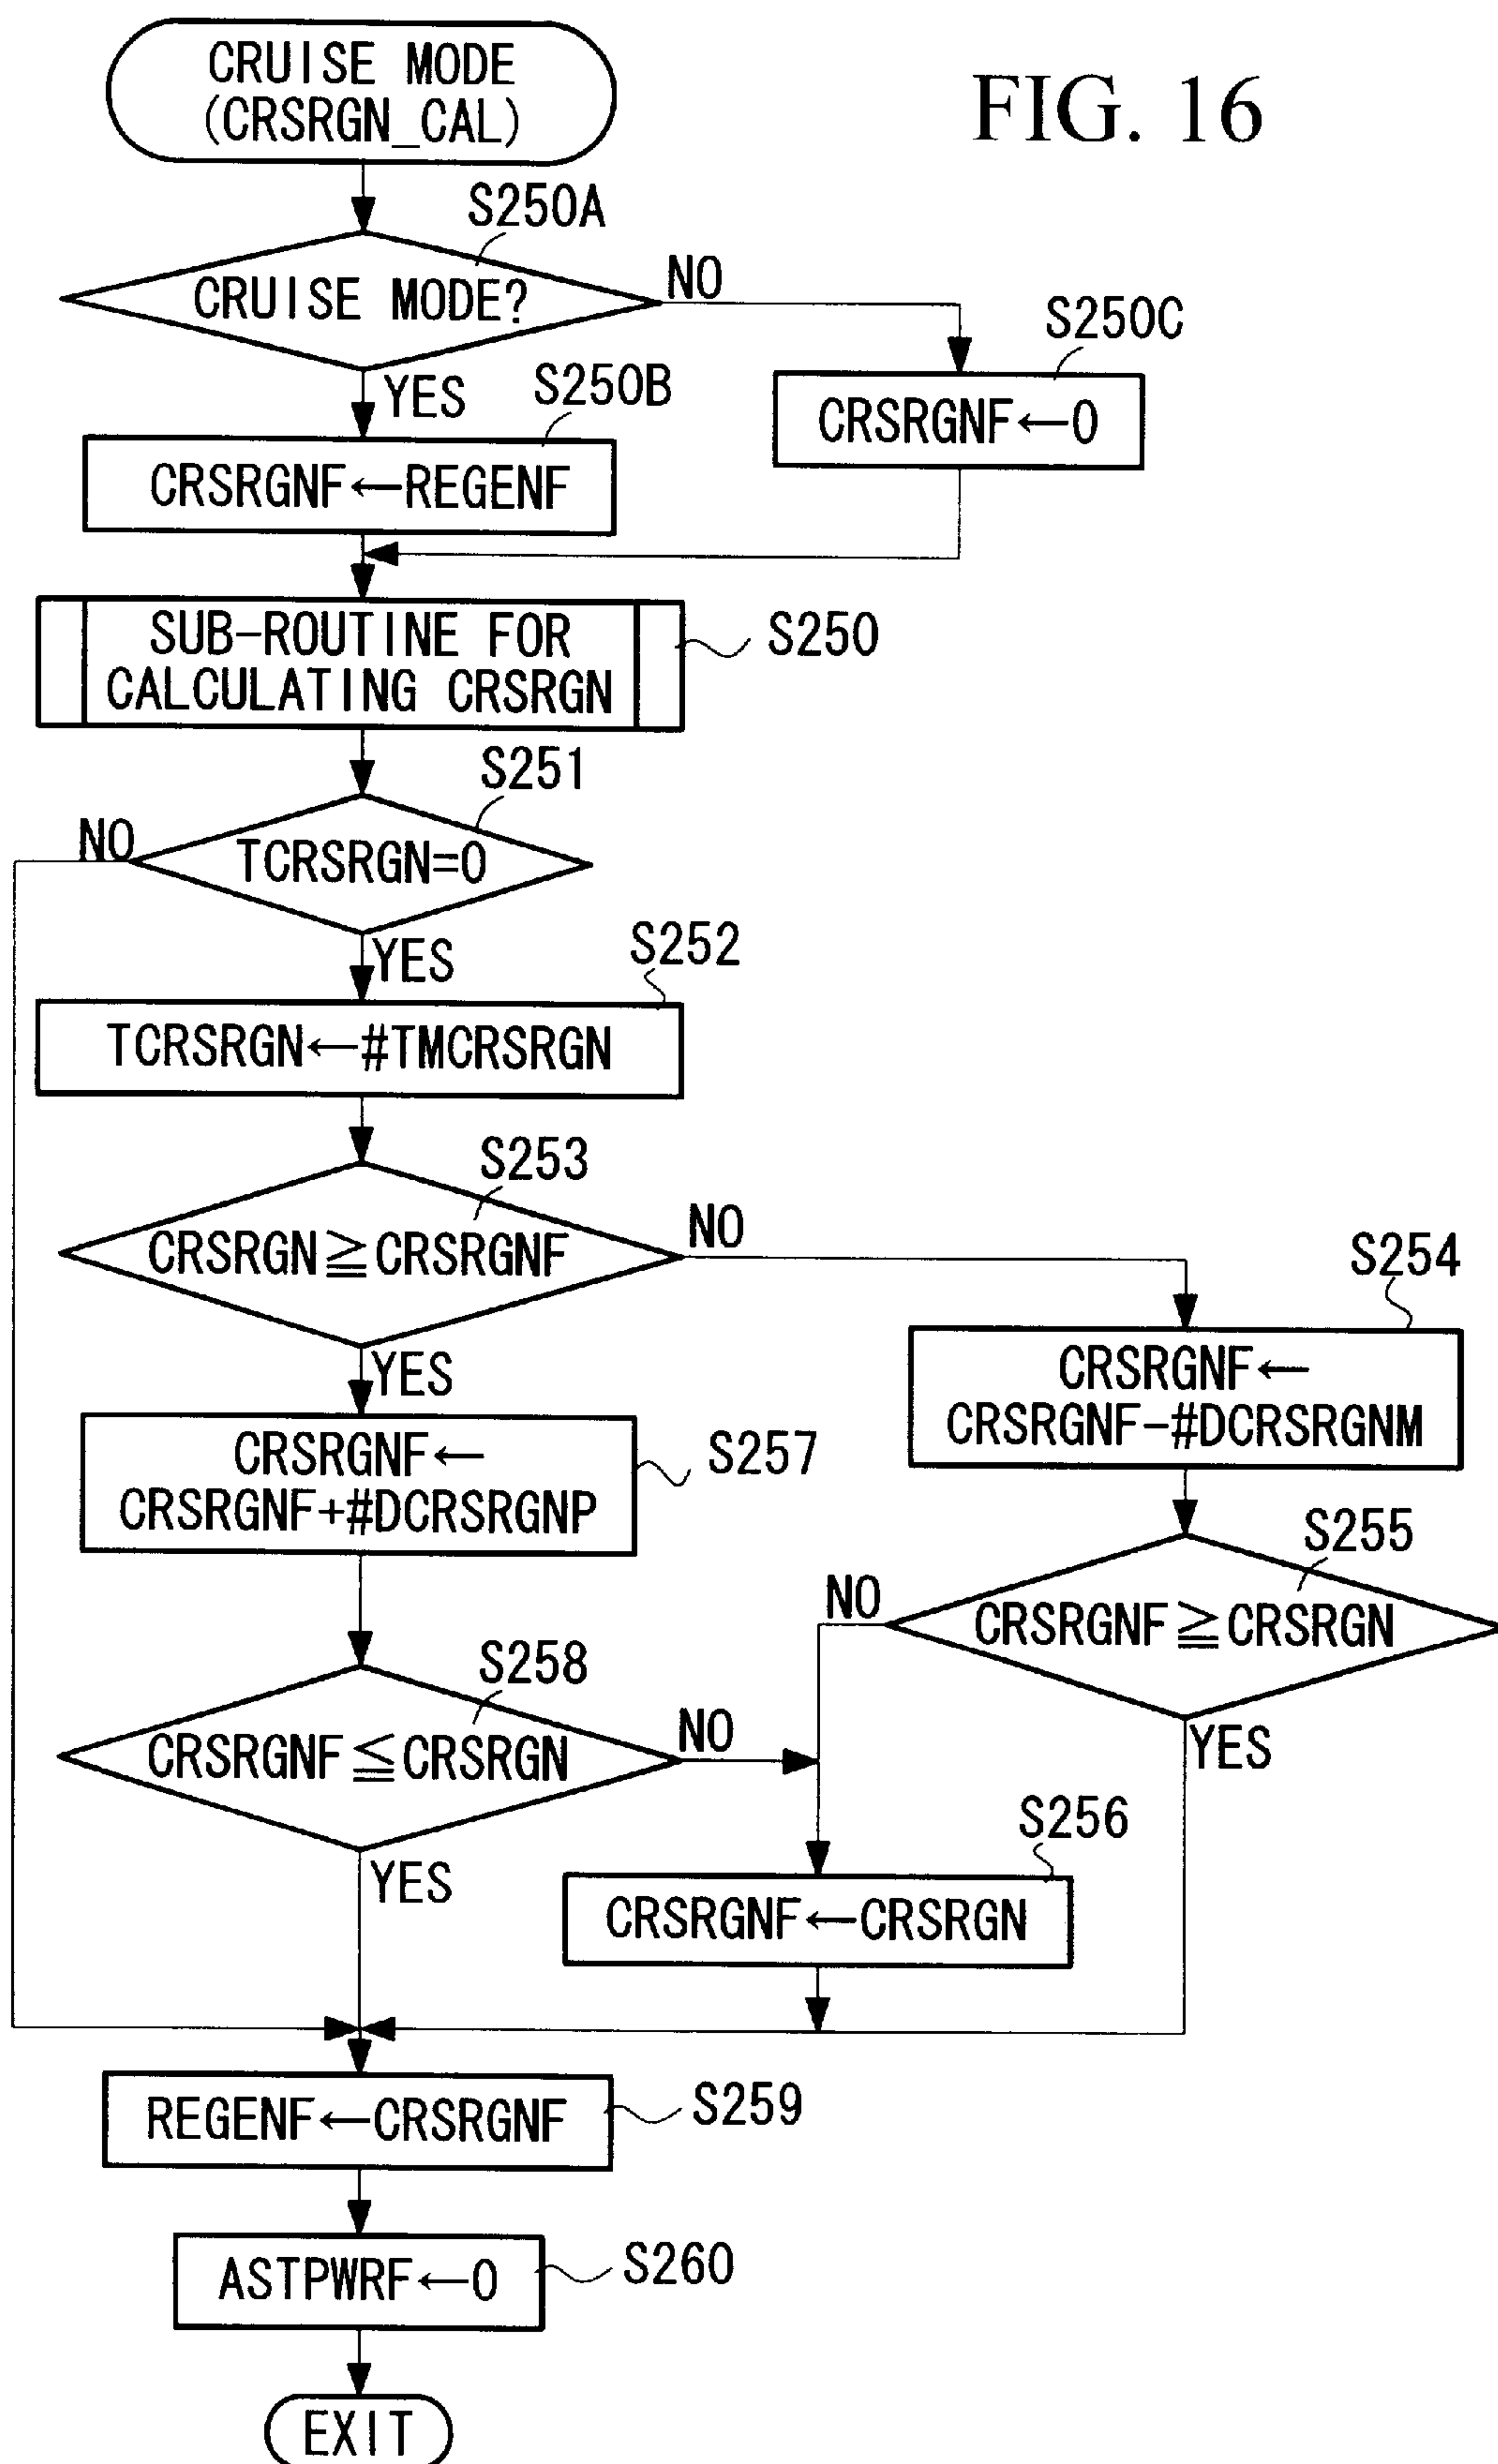 FIG. 16
CRUISE MODE
(CRSRGN_CAL)
S250A
CRUISE MODE?
NO
S250C
CRSRGNF←0
YES
S250B
CRSRGNF←REGENF
SUB-ROUTINE FOR
CALCULATING CRSRGN
S250
S251
NO
TCRSRGN=0
YES
S252
TCRSRGN←#TMCRSRGN
S253
CRSRGN≧CRSRGNF
NO
S254
CRSRGNF←
CRSRGNF-#DCRSRGNM
YES
CRSRGNF←
CRSRGNF+#DCRSRGNP
S257
S255
NO
CRSRGNF≧CRSRGN
YES
S258
CRSRGNF≦CRSRGN
NO
YES
S256
CRSRGNF←CRSRGN
REGENF←CRSRGNF
S259
ASTPWRF←0
S260
EXIT